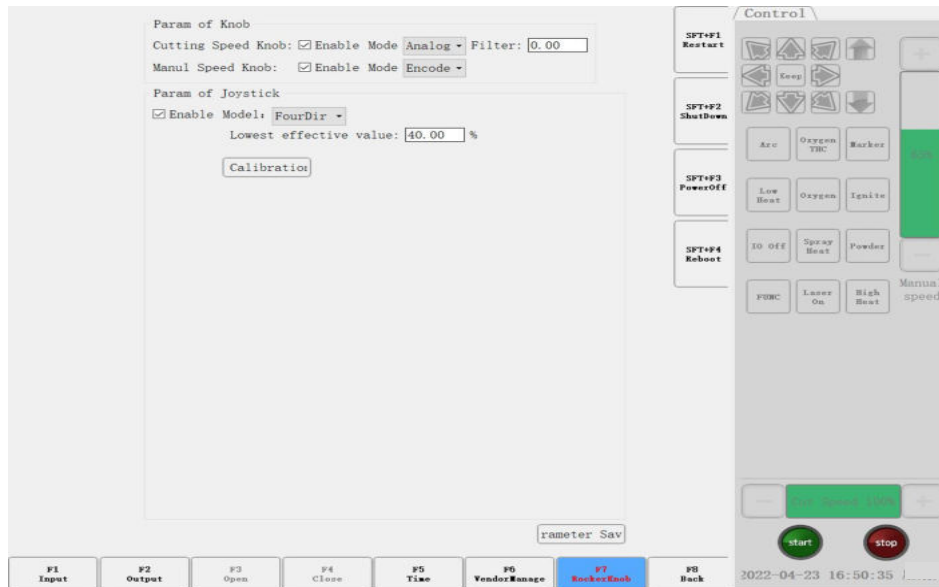 Param of Knob
Cutting Speed Knob: Enable Mode Analog Filter: 0.00
Manul Speed Knob: Enable Mode Encode
Param of Joystick
Enable Model: FourDir
Lowest effective value: 40.00 %
Calibration
rameter Sav
SFT+F1
Restart
SFT+F2
ShutDown
SFT+F3
PowerOff
SFT+F4
Reboot
Control
Keep
Arc
Oxygen THC
Marker
Low Heat
Oxygen
Ignite
IO Off
Spray Heat
Powder
FUNC
Laser On
High Heat
Manual speed
Cut Speed 100%
start
stop
2022-04-23 16:50:35
F1
Input
F2
Output
F3
Open
F4
Close
F5
Time
F6
VendorManage
F7
RockerKnob
F8
Back